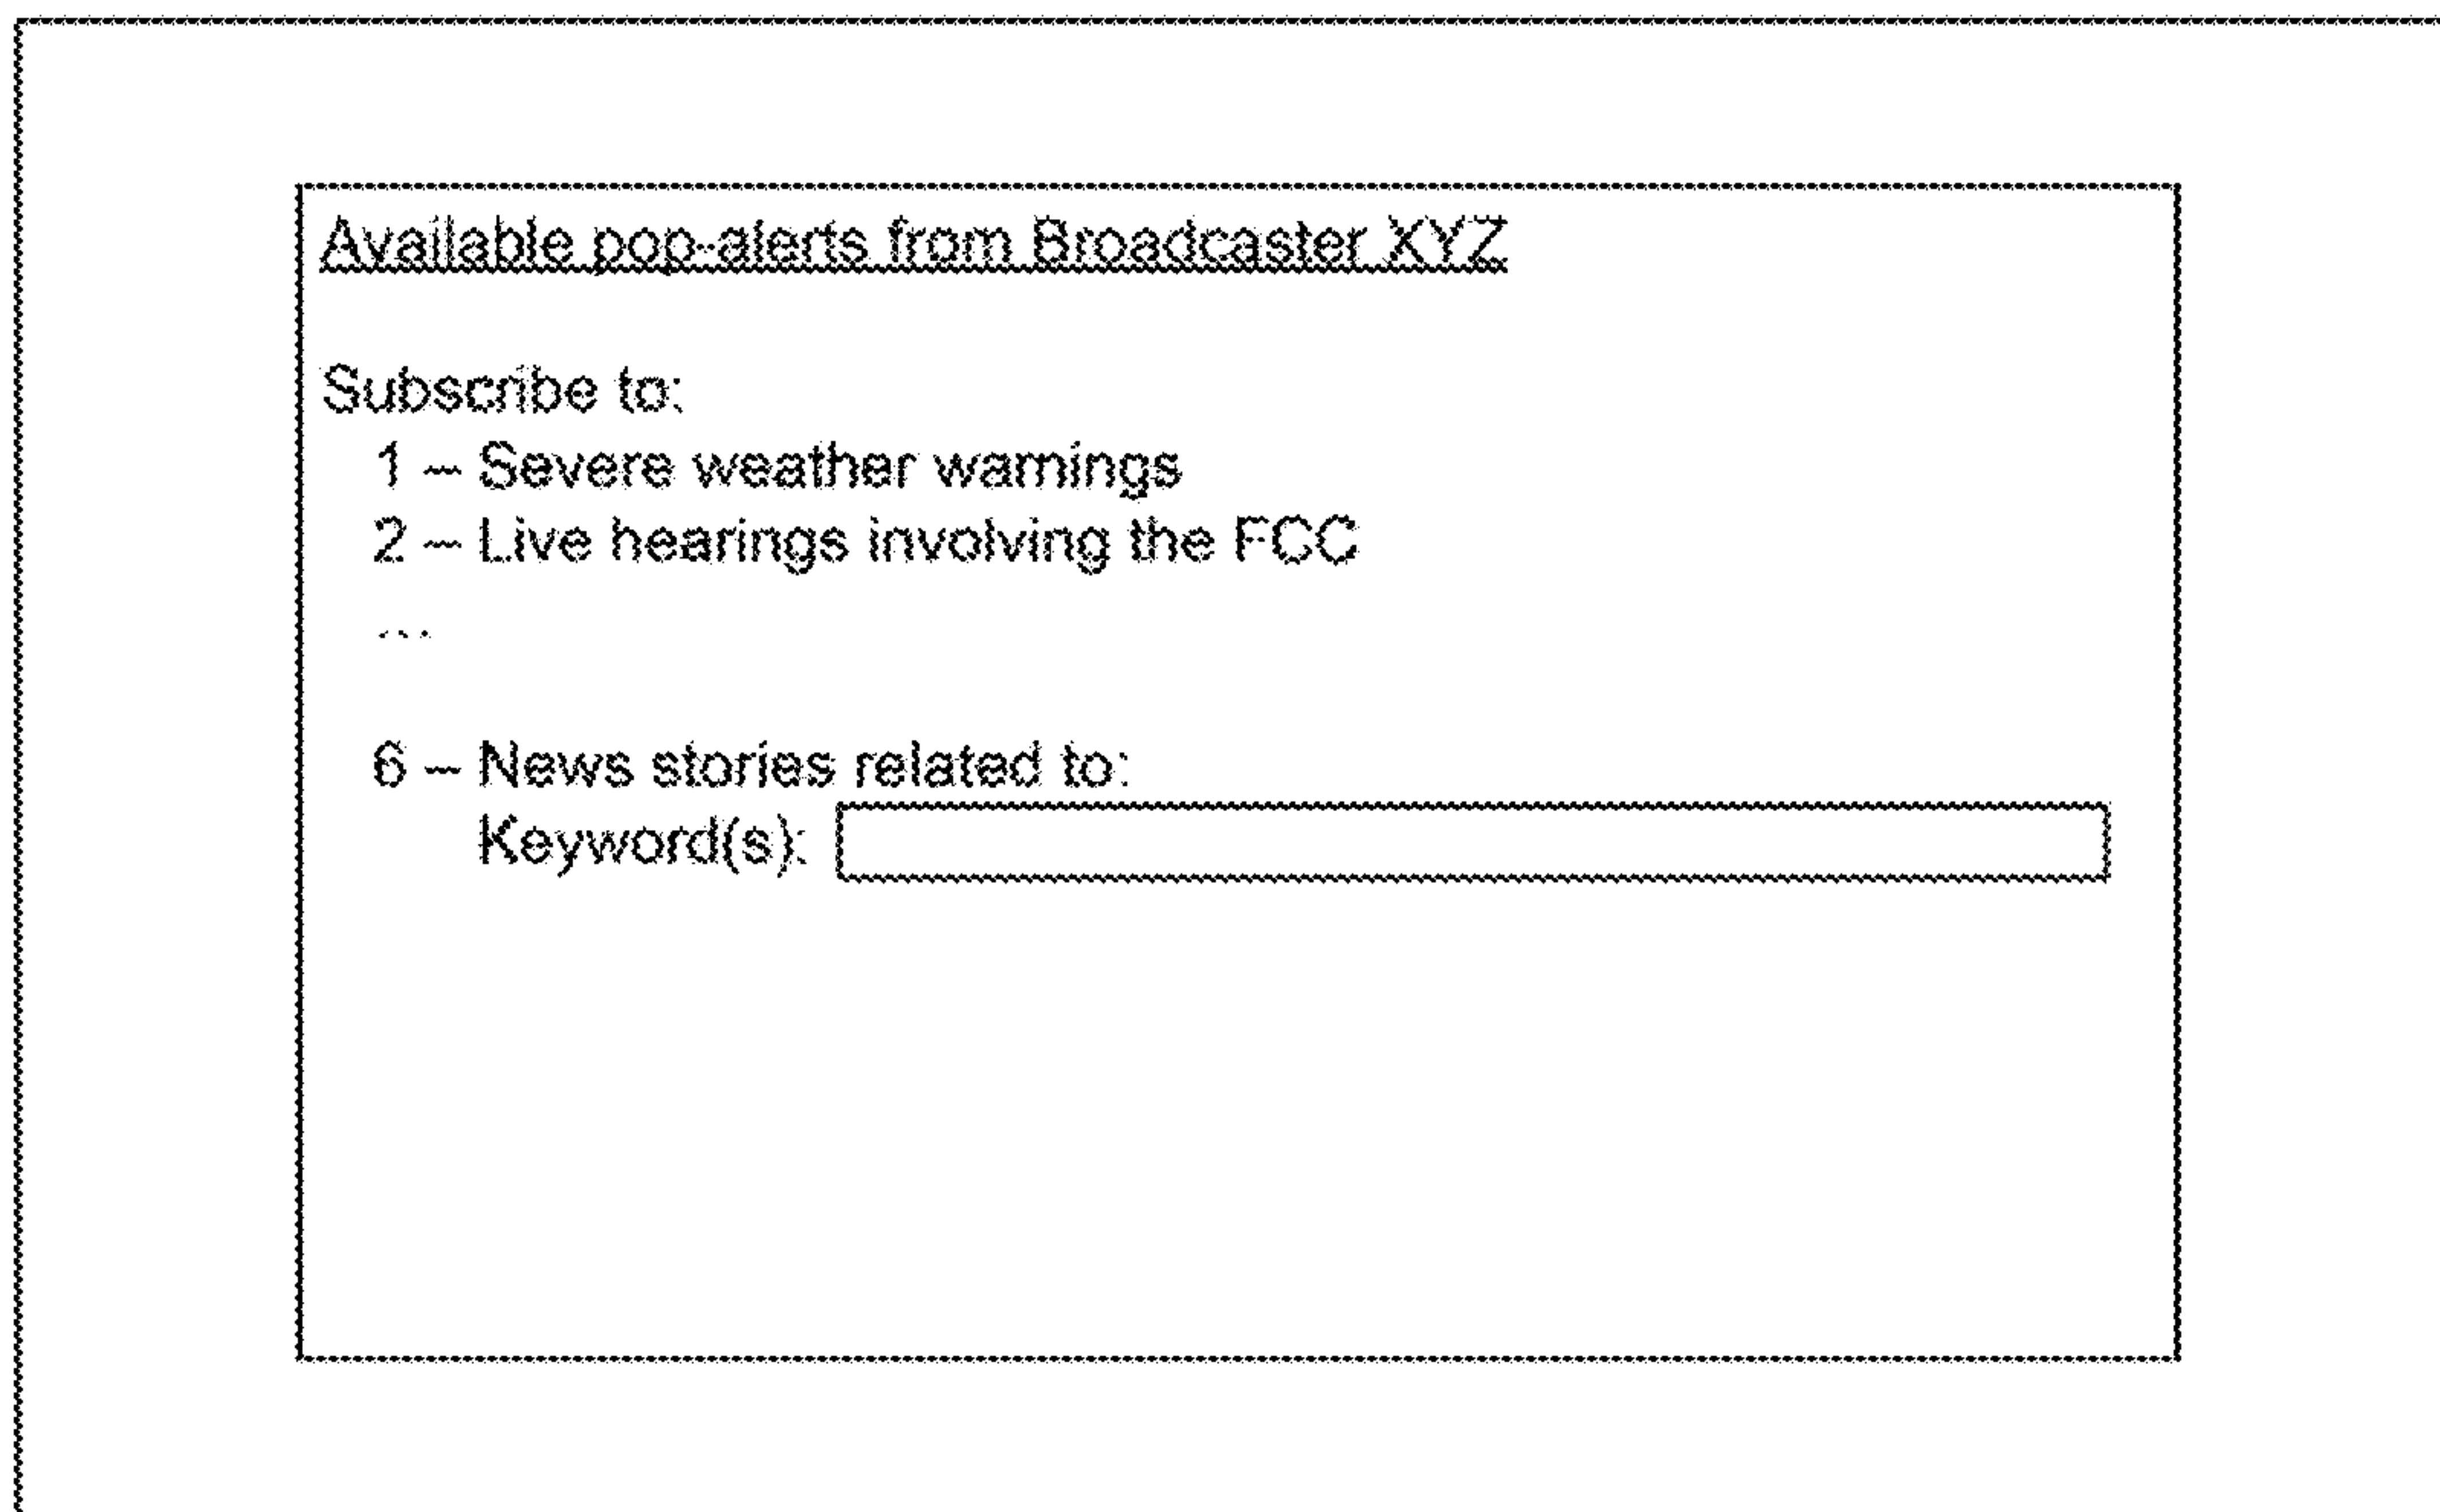 Available pop-alerts from Broadcaster XYZ
Subscribe to:
1 – Severe weather warnings
2 – Live hearings involving the FCC
...
6 – News stories related to:
Keyword(s):